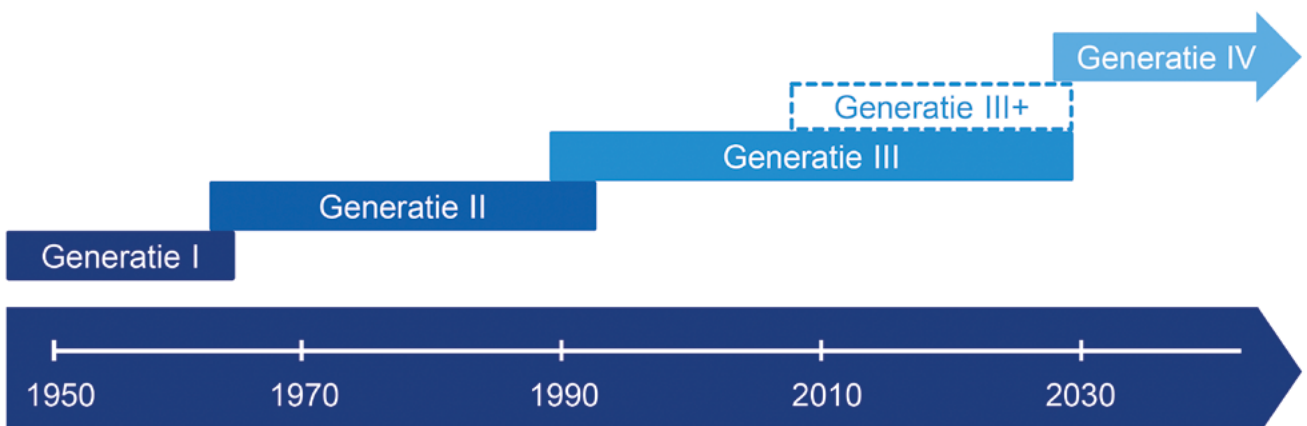 Generatie IV
Generatie III+
Generatie III
Generatie II
Generatie I
1950 1970 1990 2010 2030